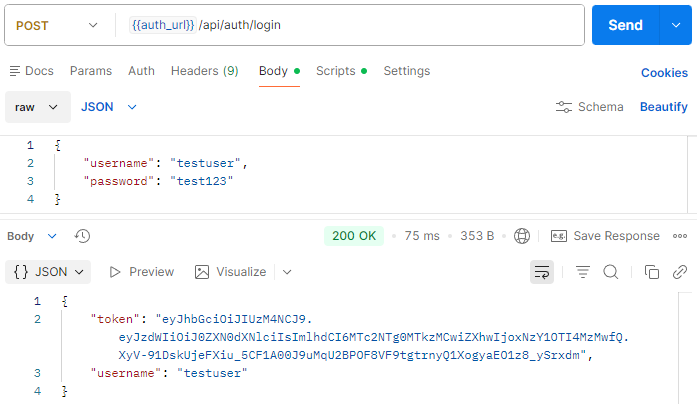 POST {{auth_url}} /api/auth/login Send
Docs Params Auth Headers (9) Body Scripts Settings Cookies
raw JSON Schema Beautify
1 {
2 "username": "testuser",
3 "password": "test123"
4 }
Body 200 OK • 75 ms • 353 B e.g. Save Response
{} JSON Preview Visualize
1 {
2 "token": "eyJhbGciOiJIUzM4NCJ9.
eyJzdWIiOiJ0ZXN0dXNlciIsImlhdCI6MTc2NTg0MTkzMCwiZXhwIjoxNzY1OTI4MzMwfQ.
XyV-91DskUjeFXiu_5CF1A00J9uMqU2BPOF8VF9tgtrnyQ1XogyaEO1z8_ySrxdm",
3 "username": "testuser"
4 }